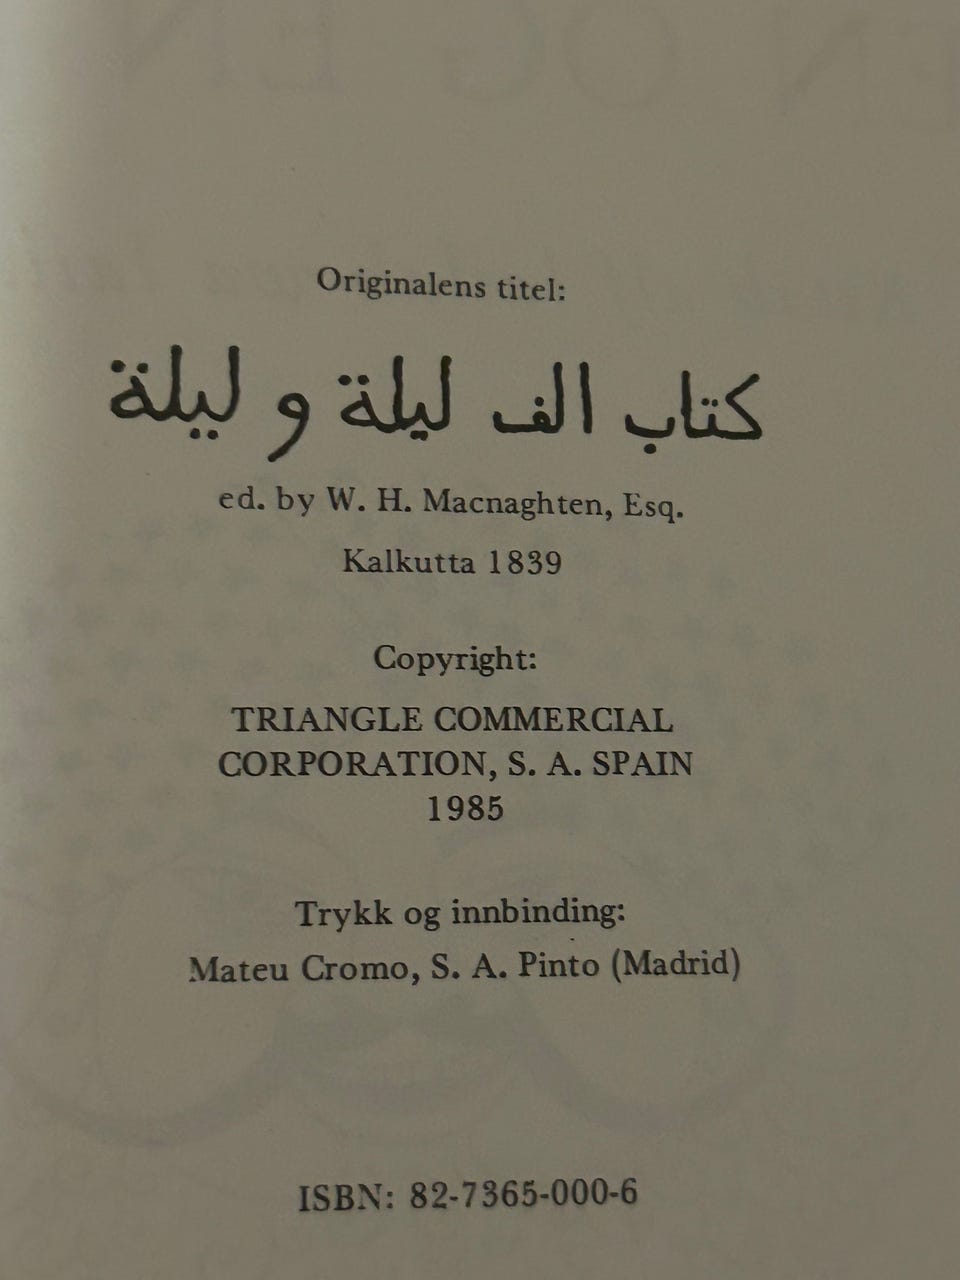 Originalens titel:
كتاب الف ليلة و ليلة
ed. by W. H. Macnaghten, Esq.
Kalkutta 1839
Copyright:
TRIANGLE COMMERCIAL
CORPORATION, S. A. SPAIN
1985
Trykk og innbinding:
Mateu Cromo, S. A. Pinto (Madrid)
ISBN: 82-7365-000-6